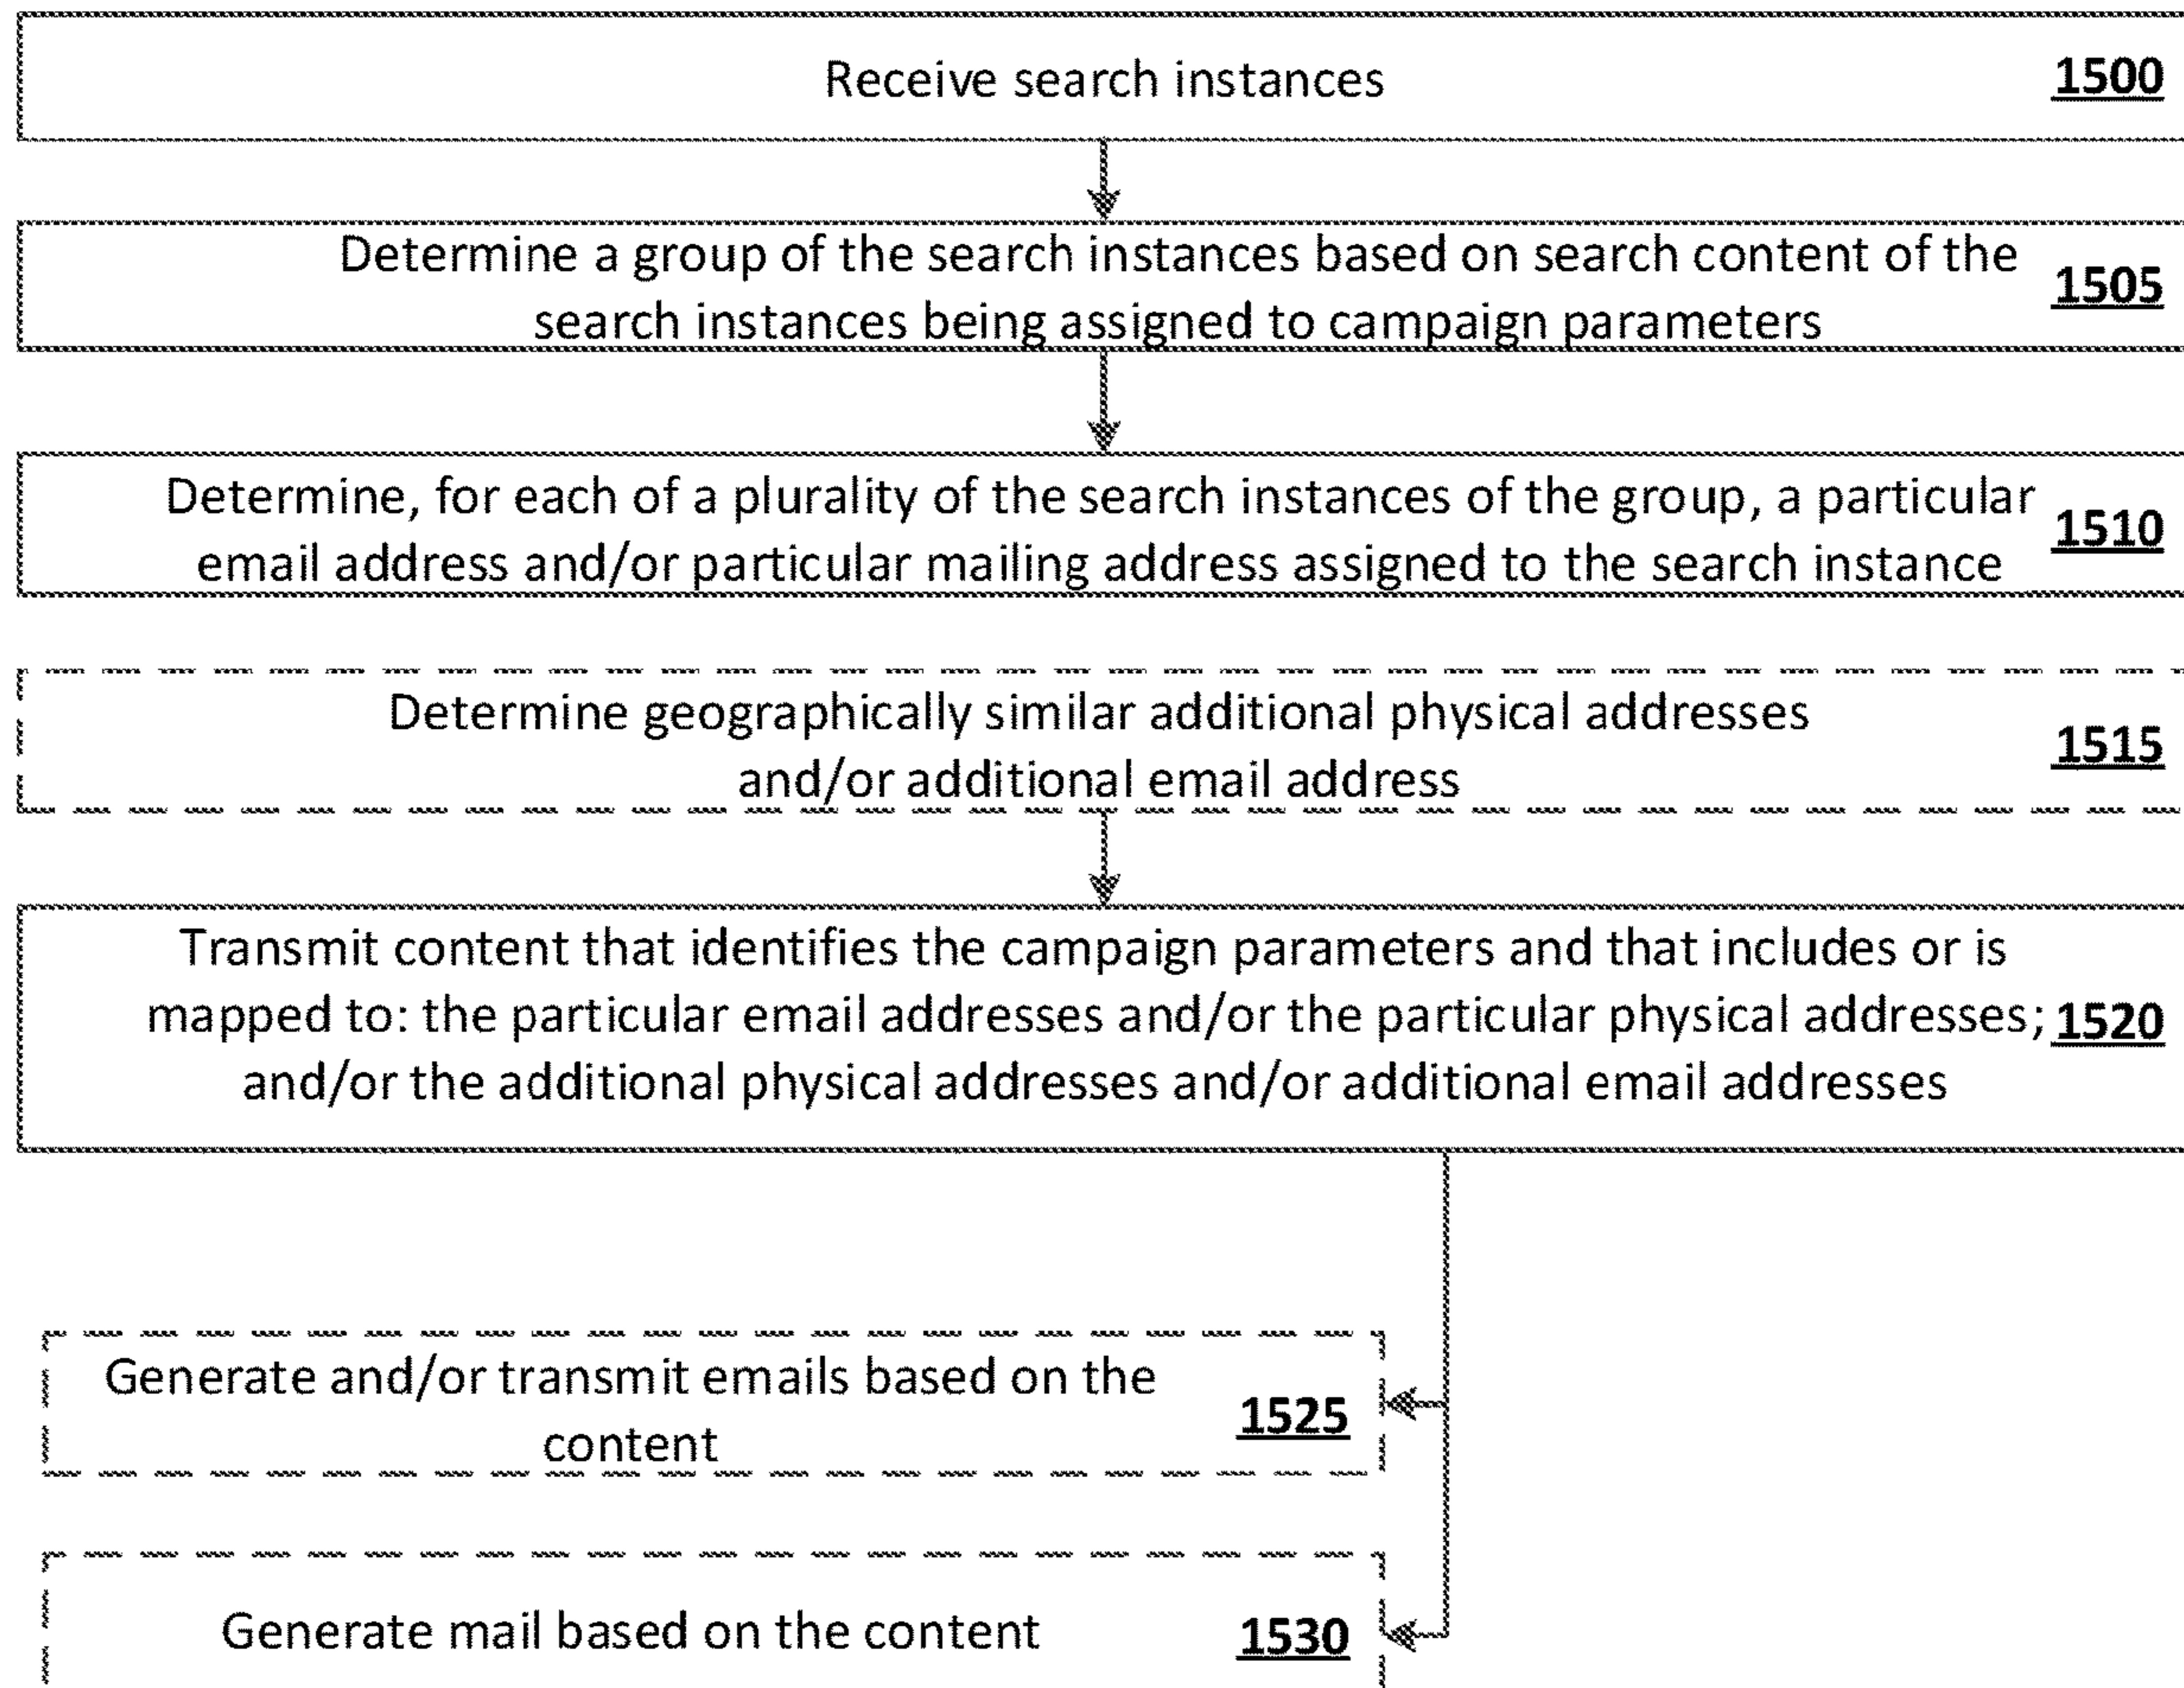 Receive search instances 1500
Determine a group of the search instances based on search content of the
search instances being assigned to campaign parameters 1505
Determine, for each of a plurality of the search instances of the group, a particular
email address and/or particular mailing address assigned to the search instance 1510
Determine geographically similar additional physical addresses
and/or additional email address 1515
Transmit content that identifies the campaign parameters and that includes or is
mapped to: the particular email addresses and/or the particular physical addresses; 1520
and/or the additional physical addresses and/or additional email addresses
Generate and/or transmit emails based on the
content 1525
Generate mail based on the content 1530